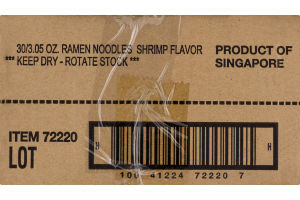 30/3.05 OZ. RAMEN NOODLES SHRIMP FLAVOR
*** KEEP DRY - ROTATE STOCK ***
PRODUCT OF
SINGAPORE
ITEM 72220
LOT
H H
100 41224 72220 7